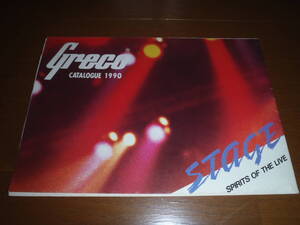 Greco
CATALOGUE 1990
STAGE
SPIRITS OF THE LIVE